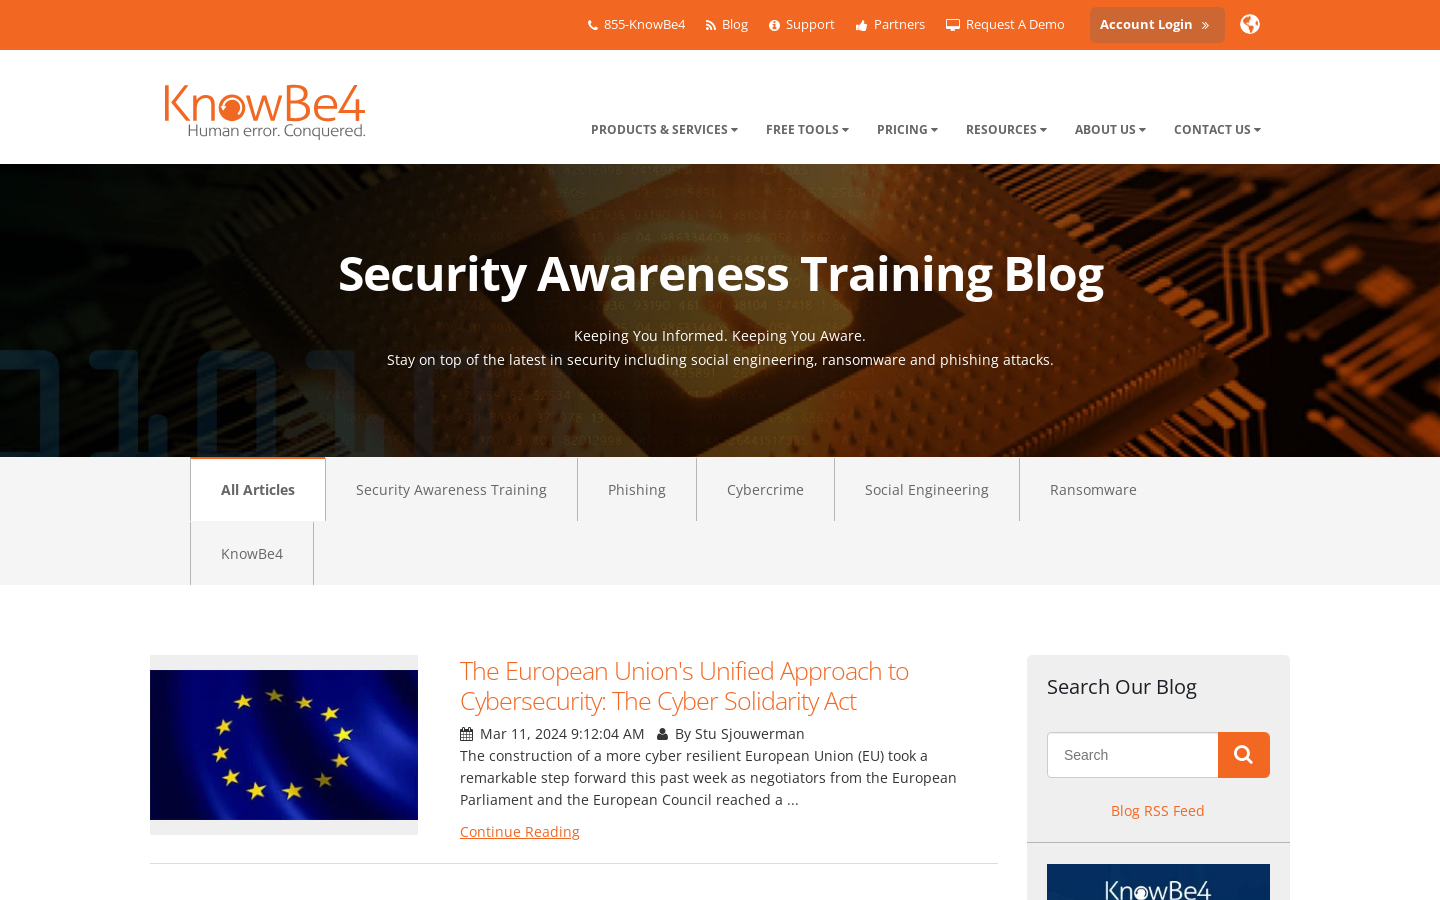 855-KnowBe4
Blog
Support
Partners
Request A Demo
Account Login »
KnowBe4
Human error. Conquered.
PRODUCTS & SERVICES
FREE TOOLS
PRICING
RESOURCES
ABOUT US
CONTACT US
Security Awareness Training Blog
Keeping You Informed. Keeping You Aware.
Stay on top of the latest in security including social engineering, ransomware and phishing attacks.
All Articles
Security Awareness Training
Phishing
Cybercrime
Social Engineering
Ransomware
KnowBe4
The European Union's Unified Approach to
Cybersecurity: The Cyber Solidarity Act
Mar 11, 2024 9:12:04 AM By Stu Sjouwerman
The construction of a more cyber resilient European Union (EU) took a
remarkable step forward this past week as negotiators from the European
Parliament and the European Council reached a ...
Continue Reading
Search Our Blog
Search
Blog RSS Feed
KnowBe4